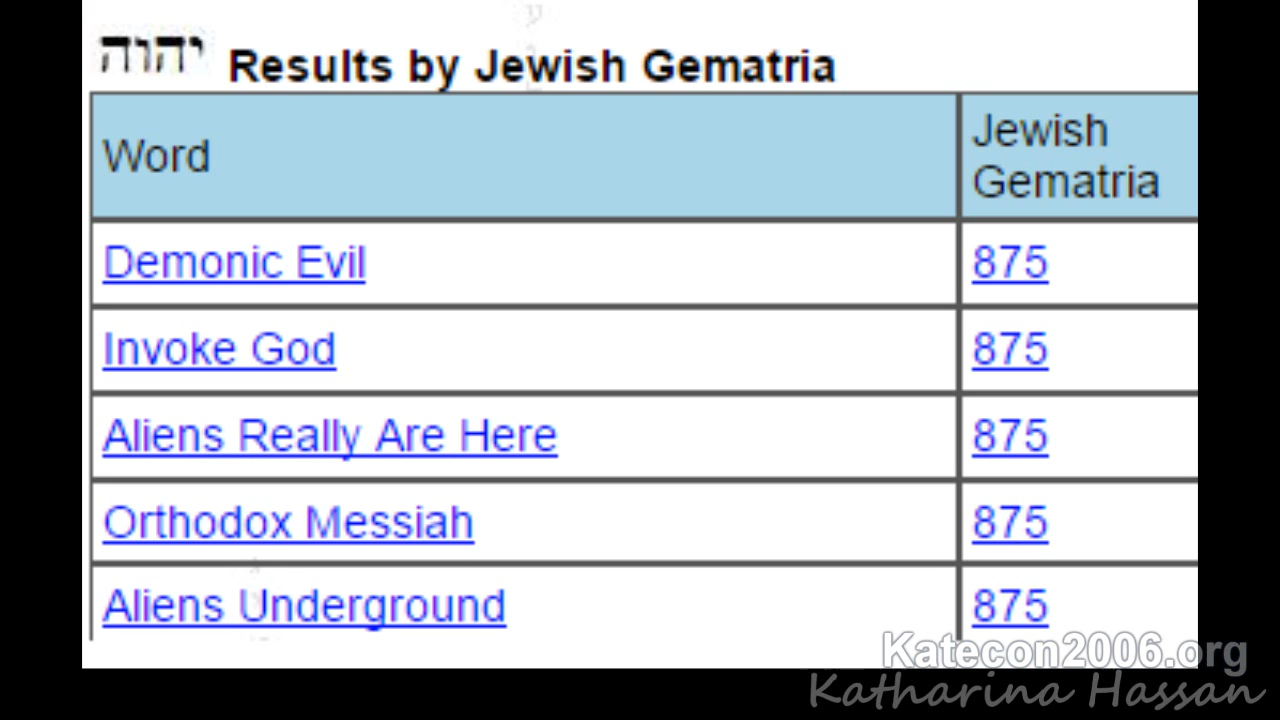 יהוה Results by Jewish Gematria
Word
Jewish
Gematria
Demonic Evil 875
Invoke God 875
Aliens Really Are Here 875
Orthodox Messiah 875
Aliens Underground 875
Katecon2006.org
Katharina Hassan